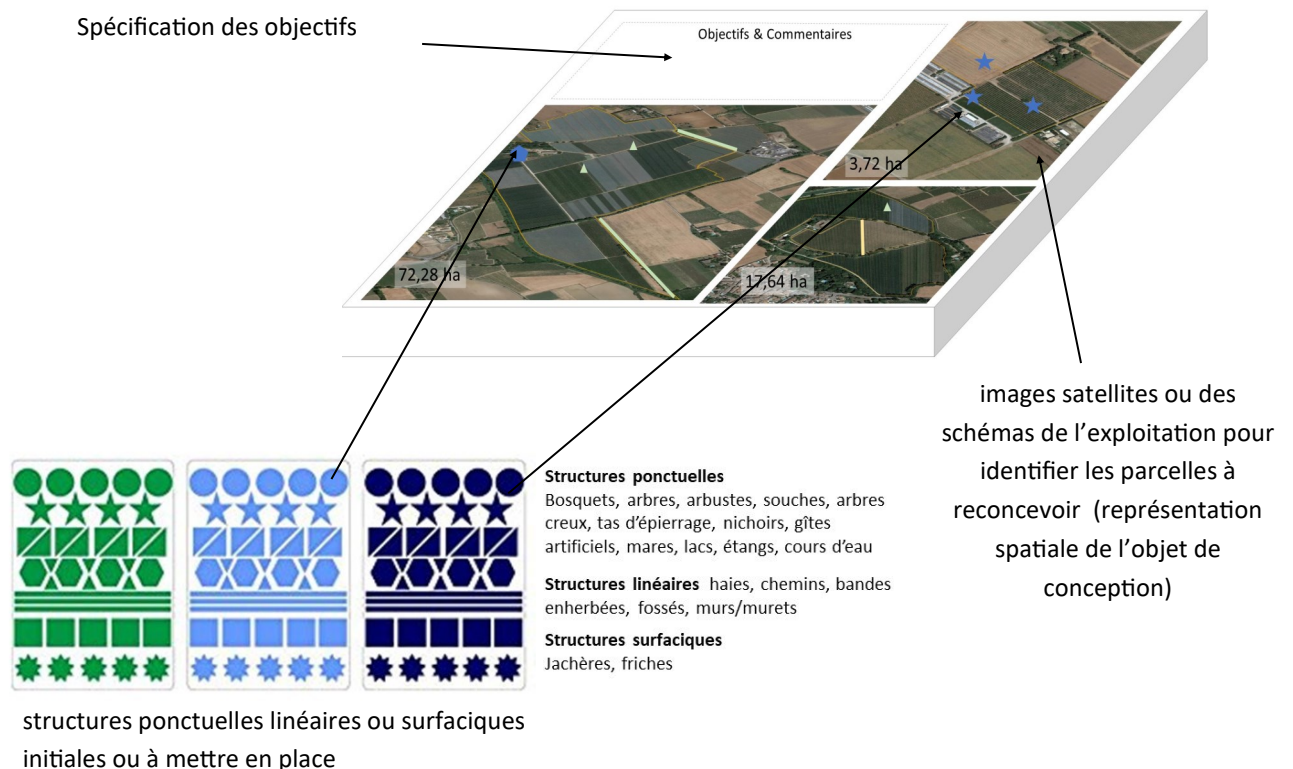 Spécification des objectifs
Objectifs & Commentaires
3,72 ha
72,28 ha
17,64 ha
images satellites ou des
schémas de l'exploitation pour
identifier les parcelles à
reconcevoir (représentation
spatiale de l'objet de
conception)
Structures ponctuelles
Bosquets, arbres, arbustes, souches, arbres
creux, tas d'épierrage, nichoirs, gîtes
artificiels, mares, lacs, étangs, cours d'eau
Structures linéaires haies, chemins, bandes
enherbées, fossés, murs/murets
Structures surfaciques
Jachères, friches
structures ponctuelles linéaires ou surfaciques
initiales ou à mettre en place